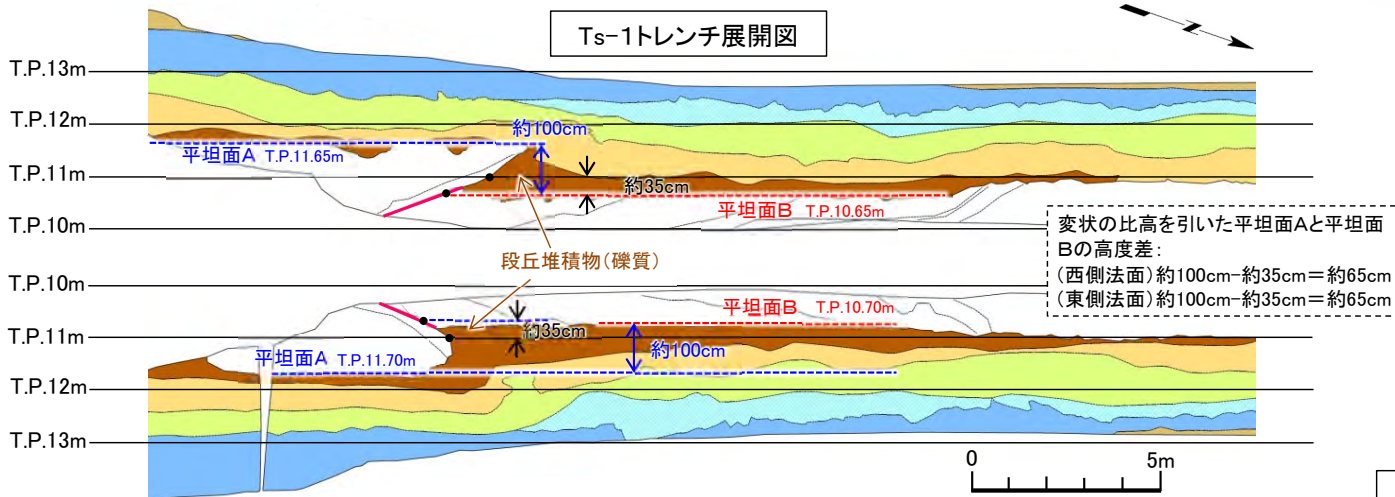 Ts-1トレンチ展開図
Z
T.P.13m
T.P.12m
約100cm
平坦面A T.P.11.65m
T.P.11m
約35cm
平坦面B T.P.10.65m
T.P.10m
変状の比高を引いた平坦面Aと平坦面
Bの高度差:
(西側法面)約100cm-約35cm=約65cm
(東側法面)約100cm-約35cm=約65cm
段丘堆積物(礫質)
T.P.10m
平坦面B T.P.10.70m
T.P.11m
約35cm
平坦面A T.P.11.70m
約100cm
T.P.12m
T.P.13m
0 5m